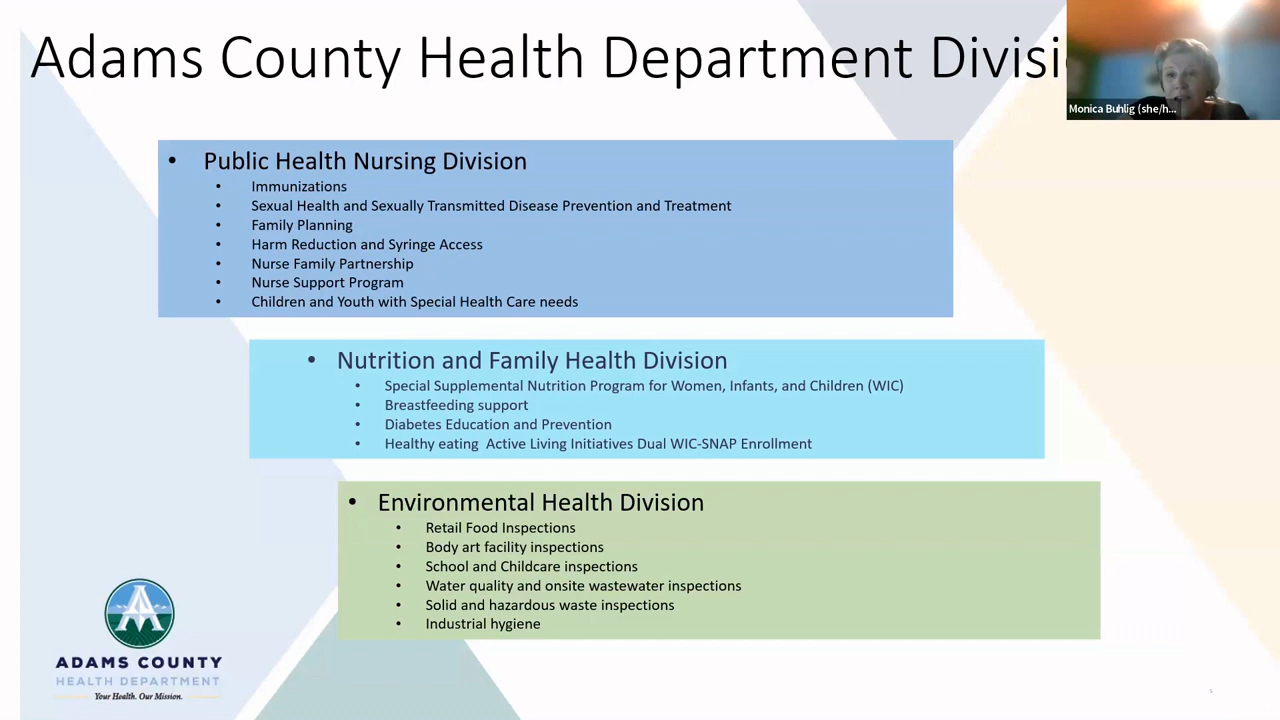 Adams County Health Department Divisi
Monica Buhlig (she/h...
• Public Health Nursing Division
• Immunizations
• Sexual Health and Sexually Transmitted Disease Prevention and Treatment
• Family Planning
• Harm Reduction and Syringe Access
• Nurse Family Partnership
• Nurse Support Program
• Children and Youth with Special Health Care needs
• Nutrition and Family Health Division
• Special Supplemental Nutrition Program for Women, Infants, and Children (WIC)
• Breastfeeding support
• Diabetes Education and Prevention
• Healthy eating  Active Living Initiatives Dual WIC-SNAP Enrollment
• Environmental Health Division
• Retail Food Inspections
• Body art facility inspections
• School and Childcare inspections
• Water quality and onsite wastewater inspections
• Solid and hazardous waste inspections
• Industrial hygiene
ADAMS COUNTY
HEALTH DEPARTMENT
Your Health. Our Mission.